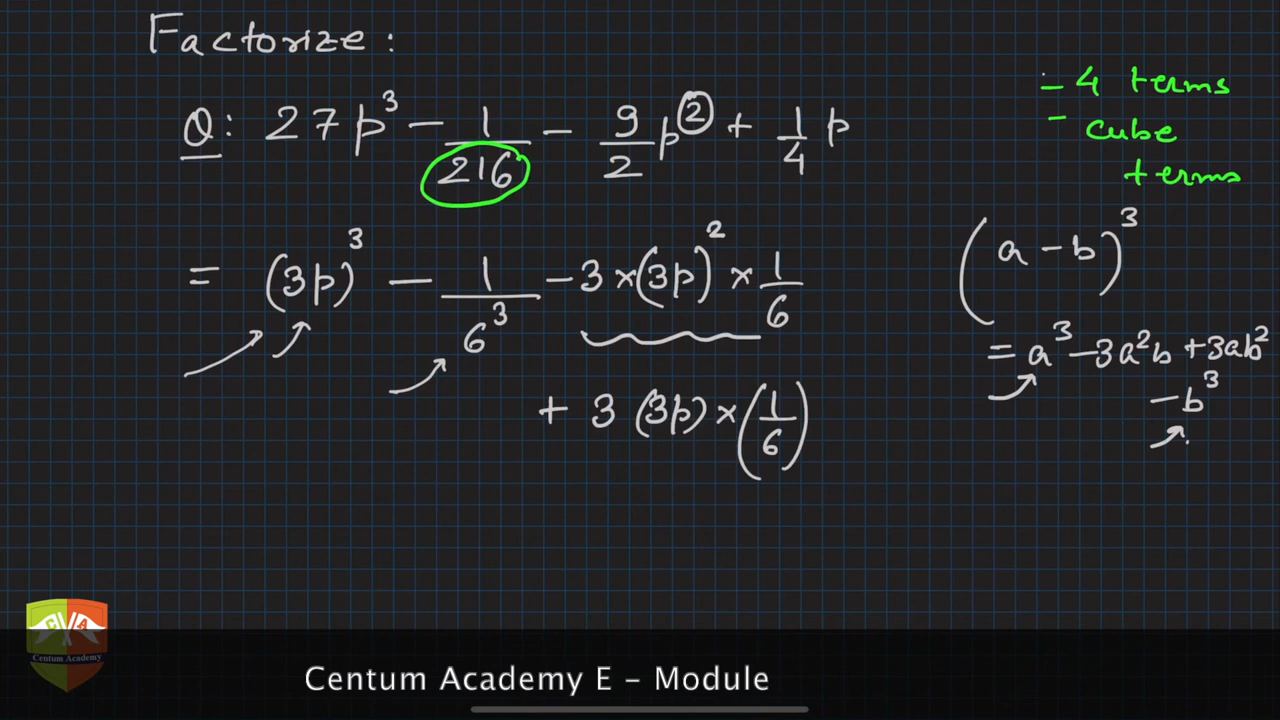 Factorize :
Q: 27p³ − 1/216 − 9/2 p² + 1/4 p
- 4 terms
- cube
terms
= (3p)³ − 1/6³ − 3 × (3p)² × 1/6
+ 3 (3p) × (1/6)
(a − b)³
= a³ − 3a²b + 3ab²
− b³
CA
Centum Academy
Centum Academy E – Module